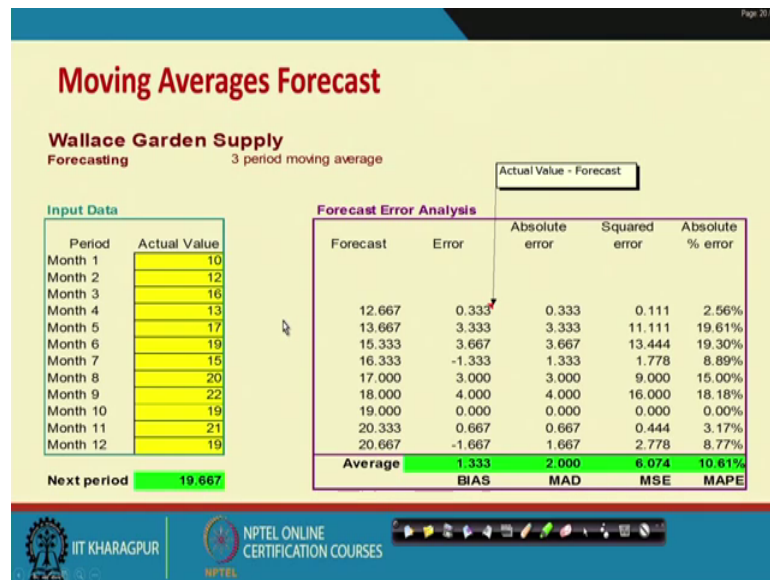 Page: 20
Moving Averages Forecast
Wallace Garden Supply
Forecasting 3 period moving average
Actual Value - Forecast
Input Data
Period Actual Value
Month 1 10
Month 2 12
Month 3 16
Month 4 13
Month 5 17
Month 6 19
Month 7 15
Month 8 20
Month 9 22
Month 10 19
Month 11 21
Month 12 19
Next period 19.667
Forecast Error Analysis
Forecast Error Absolute error Squared error Absolute % error
12.667 0.333 0.333 0.111 2.56%
13.667 3.333 3.333 11.111 19.61%
15.333 3.667 3.667 13.444 19.30%
16.333 -1.333 1.333 1.778 8.89%
17.000 3.000 3.000 9.000 15.00%
18.000 4.000 4.000 16.000 18.18%
19.000 0.000 0.000 0.000 0.00%
20.333 0.667 0.667 0.444 3.17%
20.667 -1.667 1.667 2.778 8.77%
Average 1.333 2.000 6.074 10.61%
BIAS MAD MSE MAPE
IIT KHARAGPUR
NPTEL
NPTEL ONLINE
CERTIFICATION COURSES